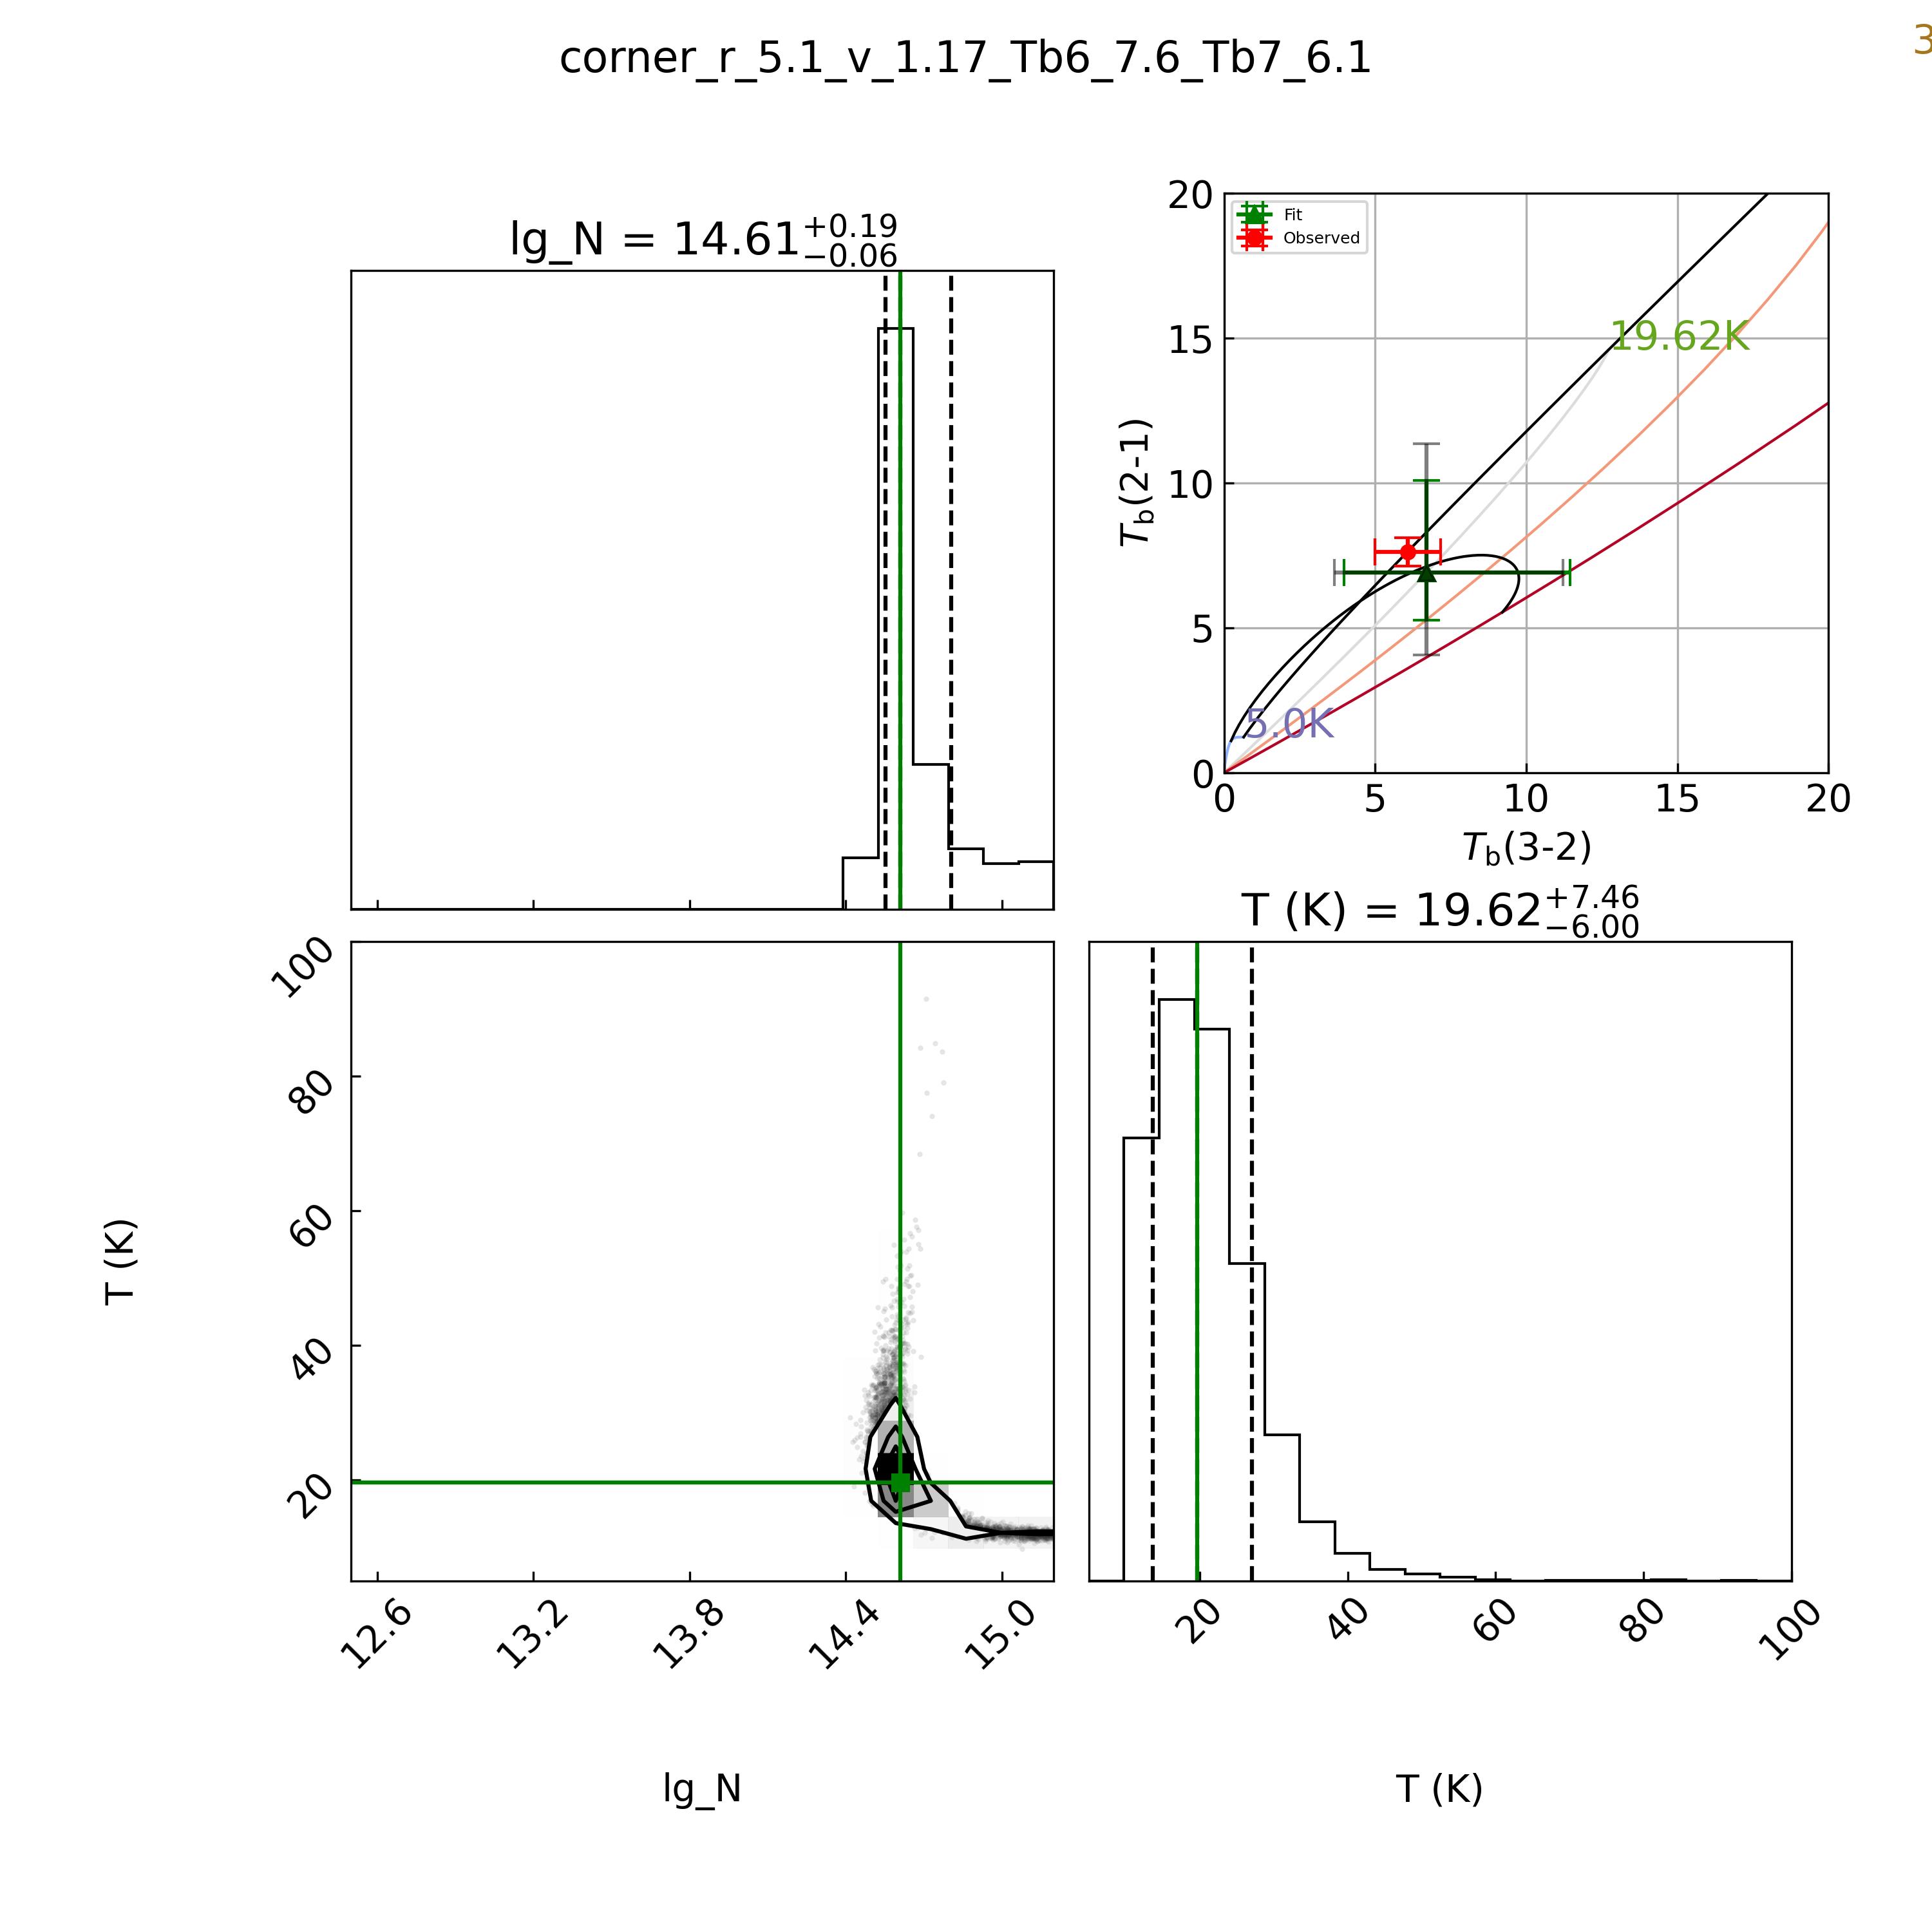 corner_r_5.1_v_1.17_Tb6_7.6_Tb7_6.1
3
lg_N = 14.61+0.19−0.06
20
15
10
5
0
Tb(2-1)
Fit
Observed
19.62K
5.0K
0 5 10 15 20
Tb(3-2)
T (K) = 19.62+7.46−6.00
100
80
60
40
20
T (K)
12.6 13.2 13.8 14.4 15.0
lg_N
20 40 60 80 100
T (K)